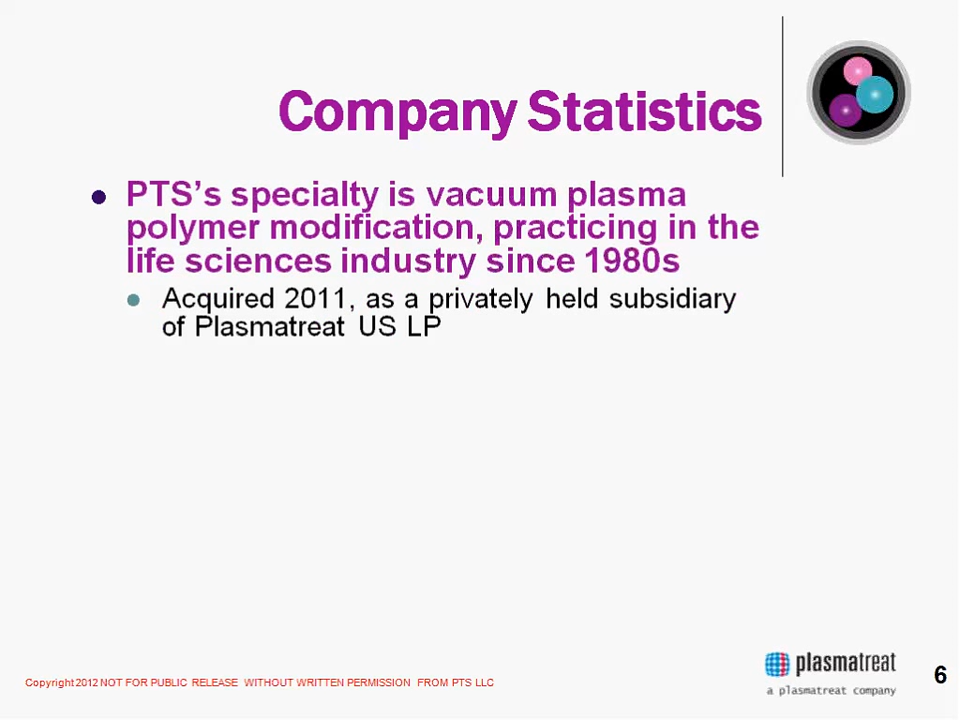 Company Statistics
PTS's specialty is vacuum plasma
polymer modification, practicing in the
life sciences industry since 1980s
Acquired 2011, as a privately held subsidiary
of Plasmatreat US LP
plasmatreat
a plasmatreat company
Copyright 2012 NOT FOR PUBLIC RELEASE WITHOUT WRITTEN PERMISSION FROM PTS LLC
6